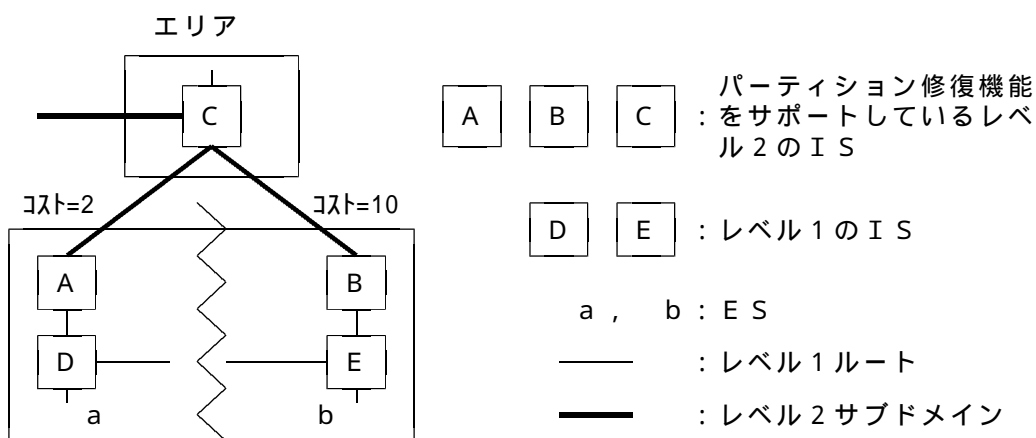 エリア
C
コスト=2
コスト=10
A
B
D
E
a
b
A B C
:
パーティション修復機能
をサポートしているレベ
ル2のIS
D E : レベル1のIS
a , b : ES
: レベル1ルート
: レベル2サブドメイン